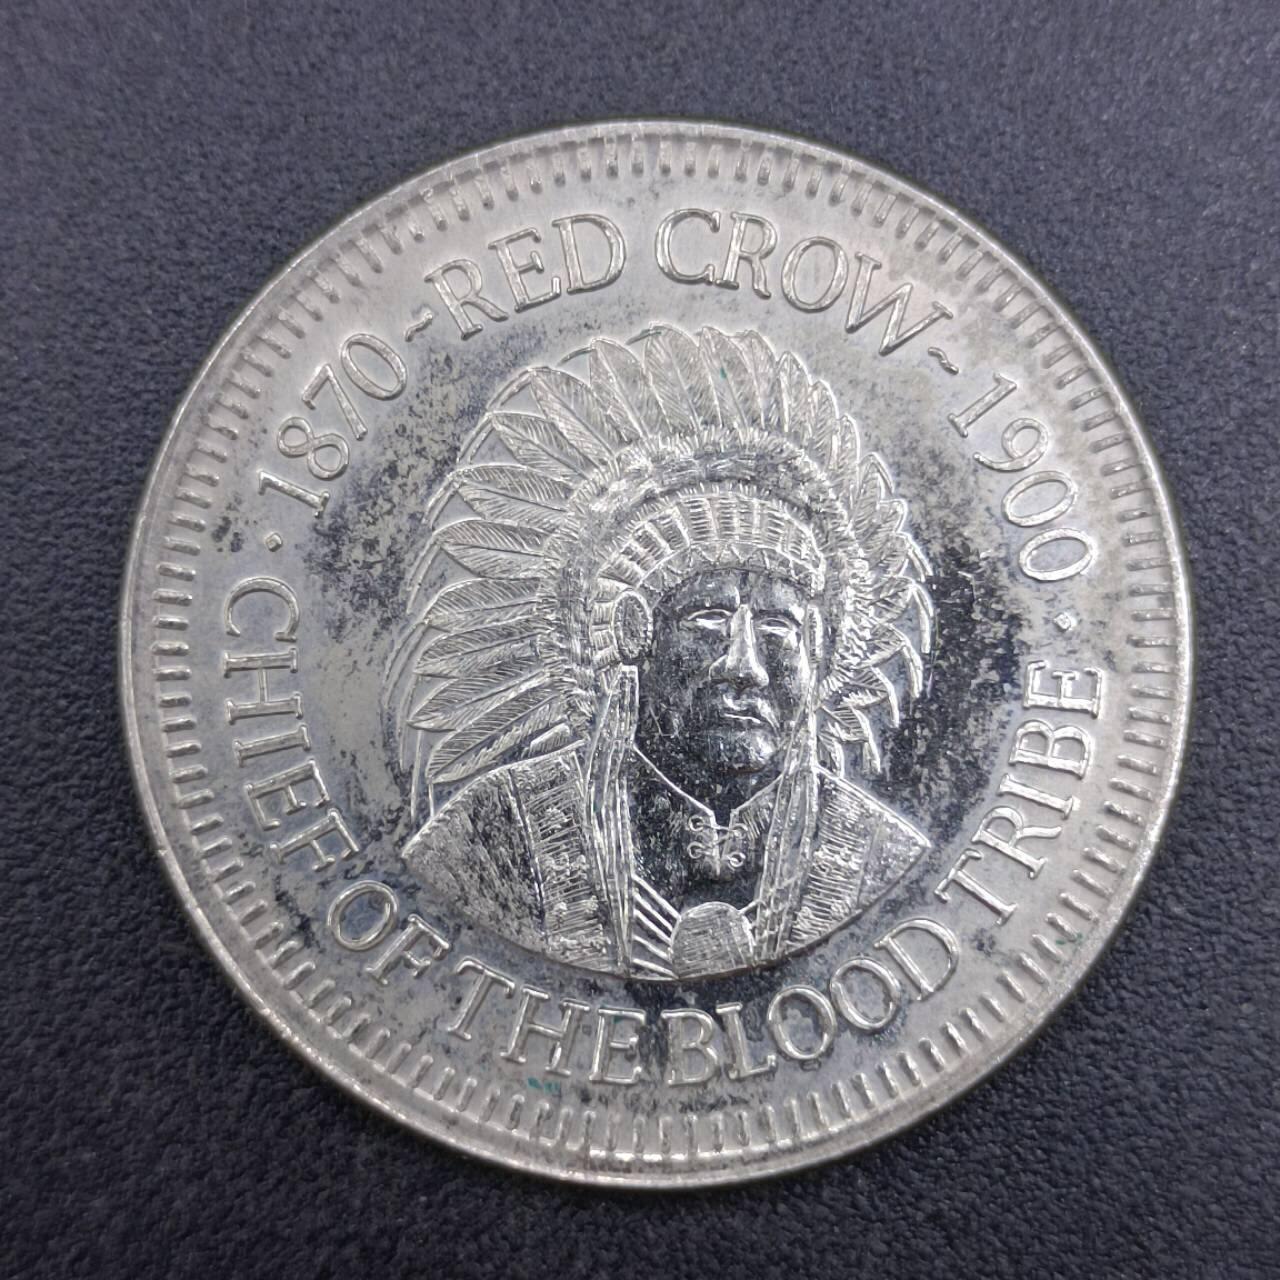 · 1870 ~ RED CROW ~ 1900 ·
CHIEF OF THE BLOOD TRIBE